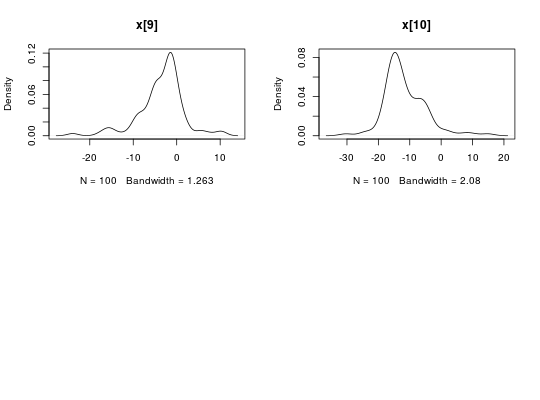 x[9]
Density
0.00 0.06 0.12
-20 -10 0 10
N = 100 Bandwidth = 1.263
x[10]
Density
0.00 0.04 0.08
-30 -20 -10 0 10 20
N = 100 Bandwidth = 2.08